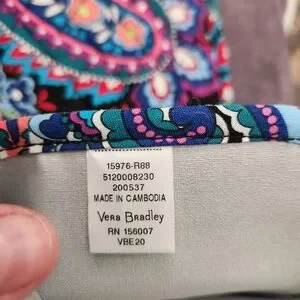 15976-R88
5120008230
200537
MADE IN CAMBODIA
Vera Bradley
RN 156007
VBE20